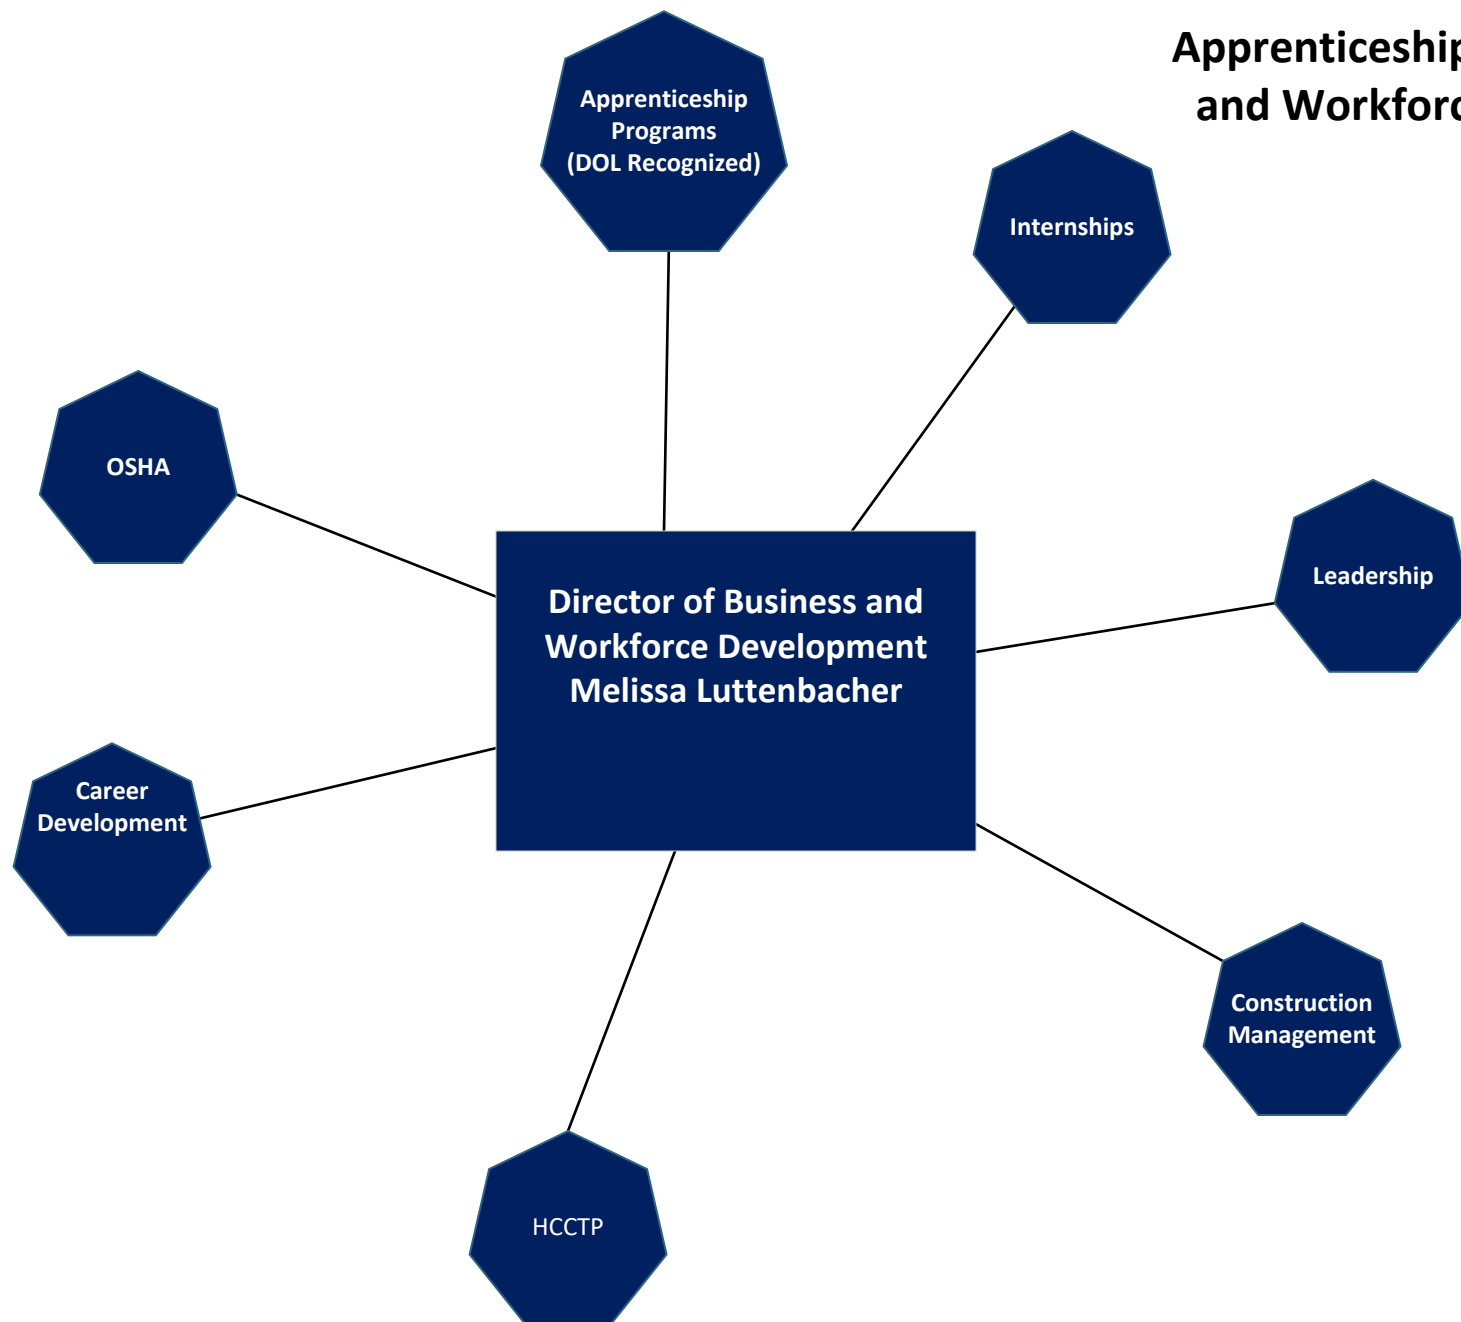 Apprenticeship
and Workforc
Apprenticeship
Programs
(DOL Recognized)
Internships
OSHA
Leadership
Director of Business and
Workforce Development
Melissa Luttenbacher
Career
Development
Construction
Management
HCCTP